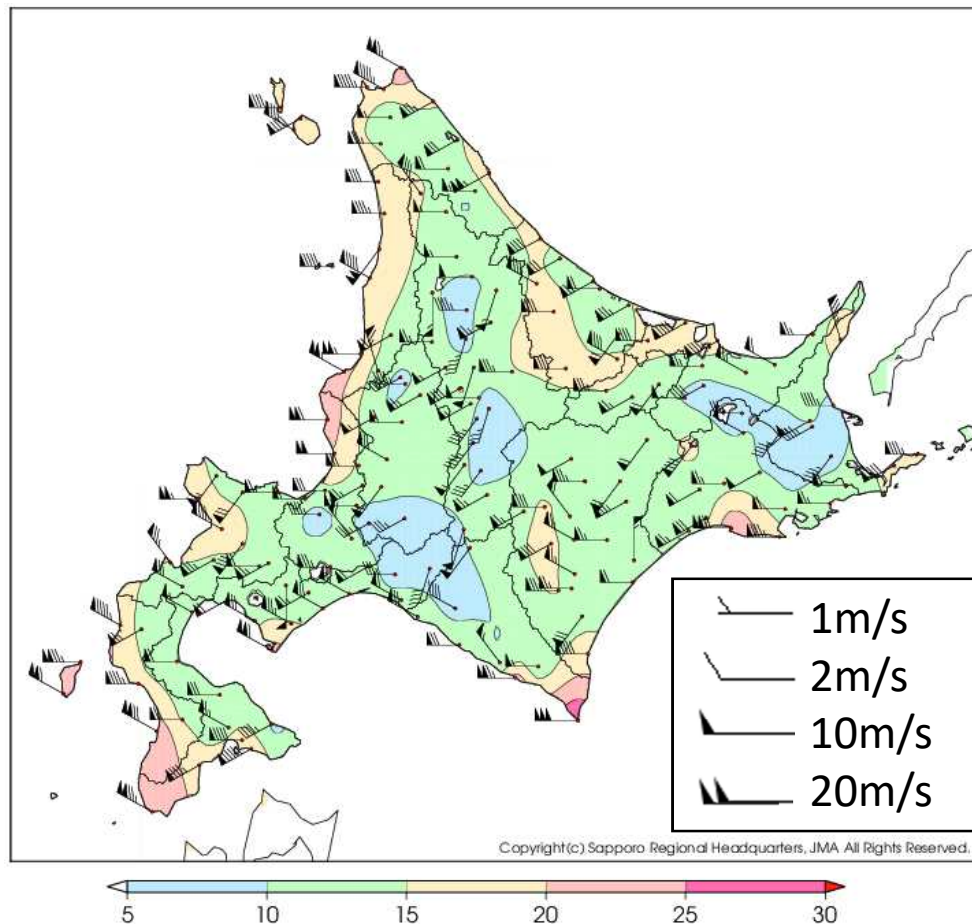 1m/s
2m/s
10m/s
20m/s
Copyright(c) Sapporo Regional Headquarters, JMA All Rights Reserved.
5 10 15 20 25 30